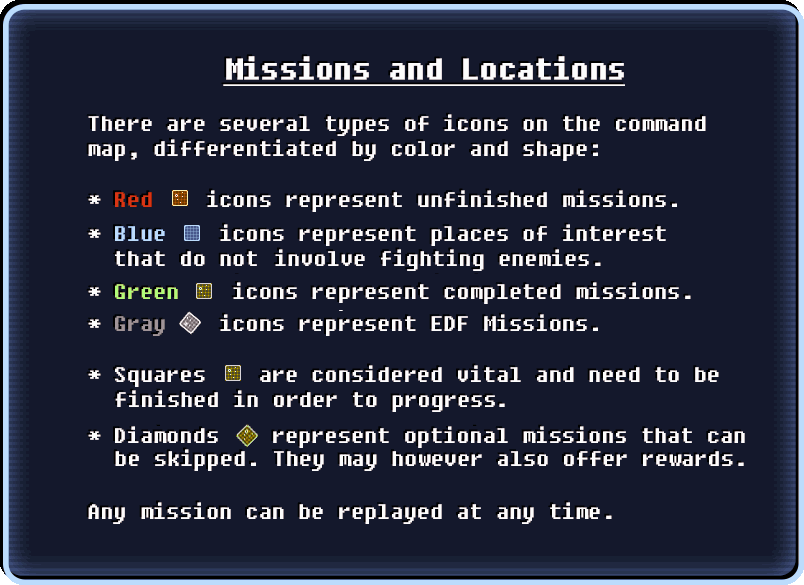 Missions and Locations
There are several types of icons on the command
map, differentiated by color and shape:
* Red icons represent unfinished missions.
* Blue icons represent places of interest
that do not involve fighting enemies.
* Green icons represent completed missions.
* Gray icons represent EDF Missions.
* Squares are considered vital and need to be
finished in order to progress.
* Diamonds represent optional missions that can
be skipped. They may however also offer rewards.
Any mission can be replayed at any time.